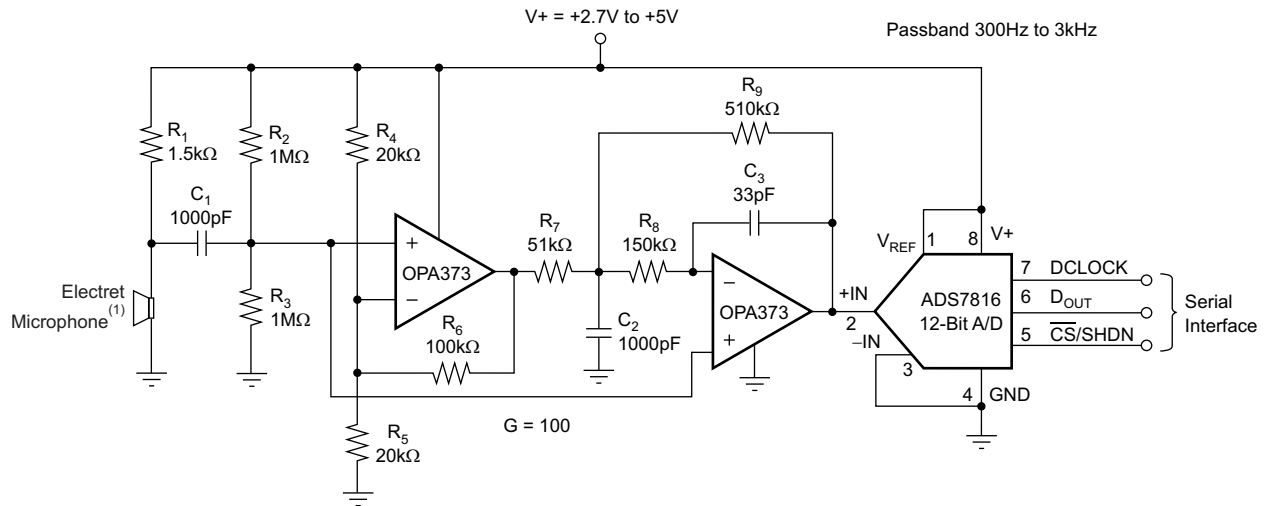 V+ = +2.7V to +5V
Passband 300Hz to 3kHz
R9
510kΩ
R1
1.5kΩ
R2
1MΩ
R4
20kΩ
C3
33pF
C1
1000pF
R7
51kΩ
R8
150kΩ
VREF
1
8
V+
+
OPA373
−
−
OPA373
+
7
DCLOCK
Electret
Microphone(1)
R3
1MΩ
R6
100kΩ
C2
1000pF
+IN
2
−IN
3
ADS7816
12-Bit A/D
6
DOUT
5
CS/SHDN
Serial
Interface
4
GND
G = 100
R5
20kΩ